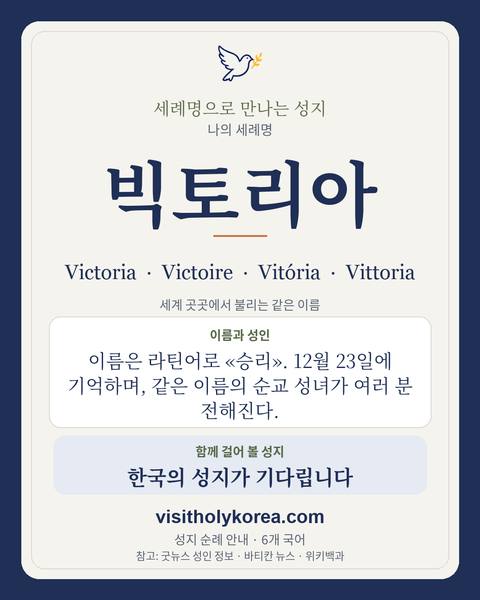 세례명으로 만나는 성지
나의 세례명
빅토리아
Victoria · Victoire · Vitória · Vittoria
세계 곳곳에서 불리는 같은 이름
이름과 성인
이름은 라틴어로 «승리». 12월 23일에
기억하며, 같은 이름의 순교 성녀가 여러 분
전해진다.
함께 걸어 볼 성지
한국의 성지가 기다립니다
visitholykorea.com
성지 순례 안내 · 6개 국어
참고: 굿뉴스 성인 정보 · 바티칸 뉴스 · 위키백과